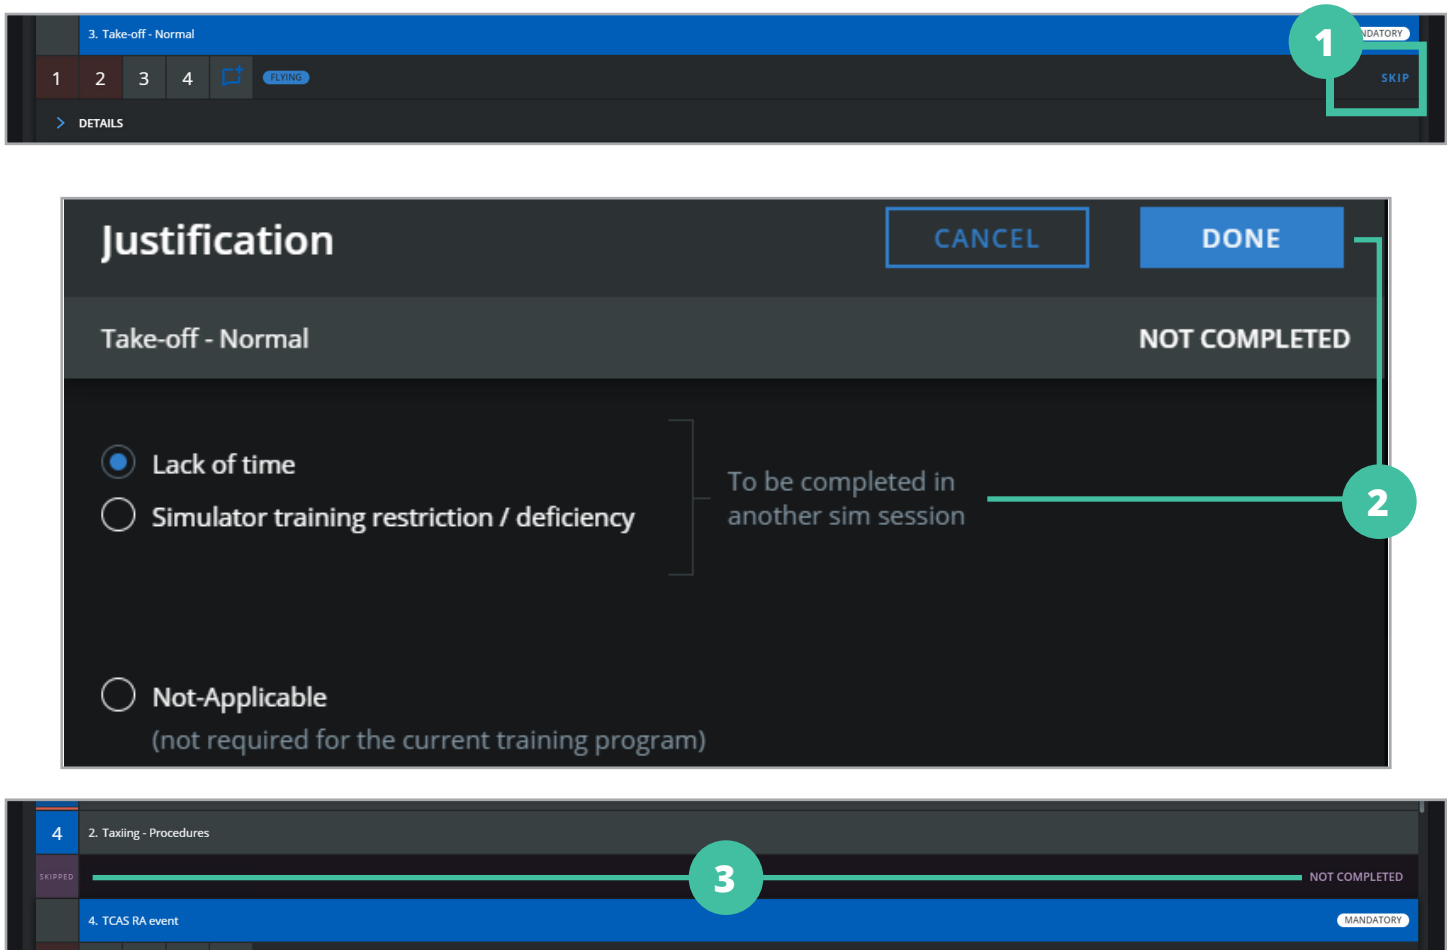 3. Take-off - Normal
NDATORY
1
1 2 3 4 FLYING SKIP
DETAILS
Justification
CANCEL
DONE
Take-off - Normal
NOT COMPLETED
Lack of time
Simulator training restriction / deficiency
To be completed in
another sim session
2
Not-Applicable
(not required for the current training program)
4 2. Taxiing - Procedures
SKIPPED
3
NOT COMPLETED
4. TCAS RA event
MANDATORY